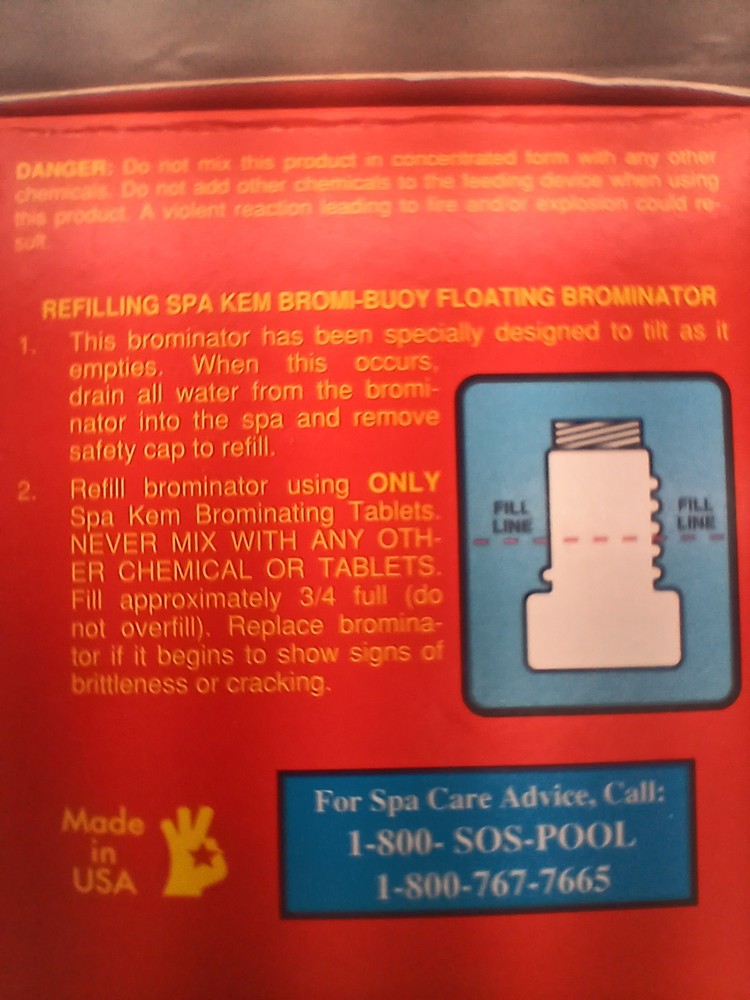 DANGER: Do not mix this product in concentrated form with any other
chemicals. Do not add other chemicals to the feeding device when using
this product. A violent reaction leading to fire and/or explosion could re-
sult.
REFILLING SPA KEM BROMI-BUOY FLOATING BROMINATOR
1. This brominator has been specially designed to tilt as it
empties. When this occurs,
drain all water from the bromi-
nator into the spa and remove
safety cap to refill.
2. Refill brominator using ONLY
Spa Kem Brominating Tablets.
NEVER MIX WITH ANY OTH-
ER CHEMICAL OR TABLETS.
Fill approximately 3/4 full (do
not overfill). Replace bromina-
tor if it begins to show signs of
brittleness or cracking.
FILL
LINE
FILL
LINE
Made
in
USA
For Spa Care Advice, Call:
1-800- SOS-POOL
1-800-767-7665